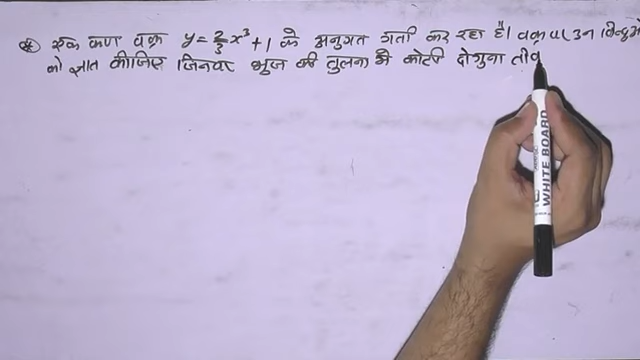 एक कण वक्र y = 2/3 x³ + 1 के अनुगत गती कर रहा है। वक्र पर उन बिन्दुओ
को ज्ञात कीजिए जिनपर भुज की तुलना मे कोटी दोगुना तीव्र
WHITE BOARD